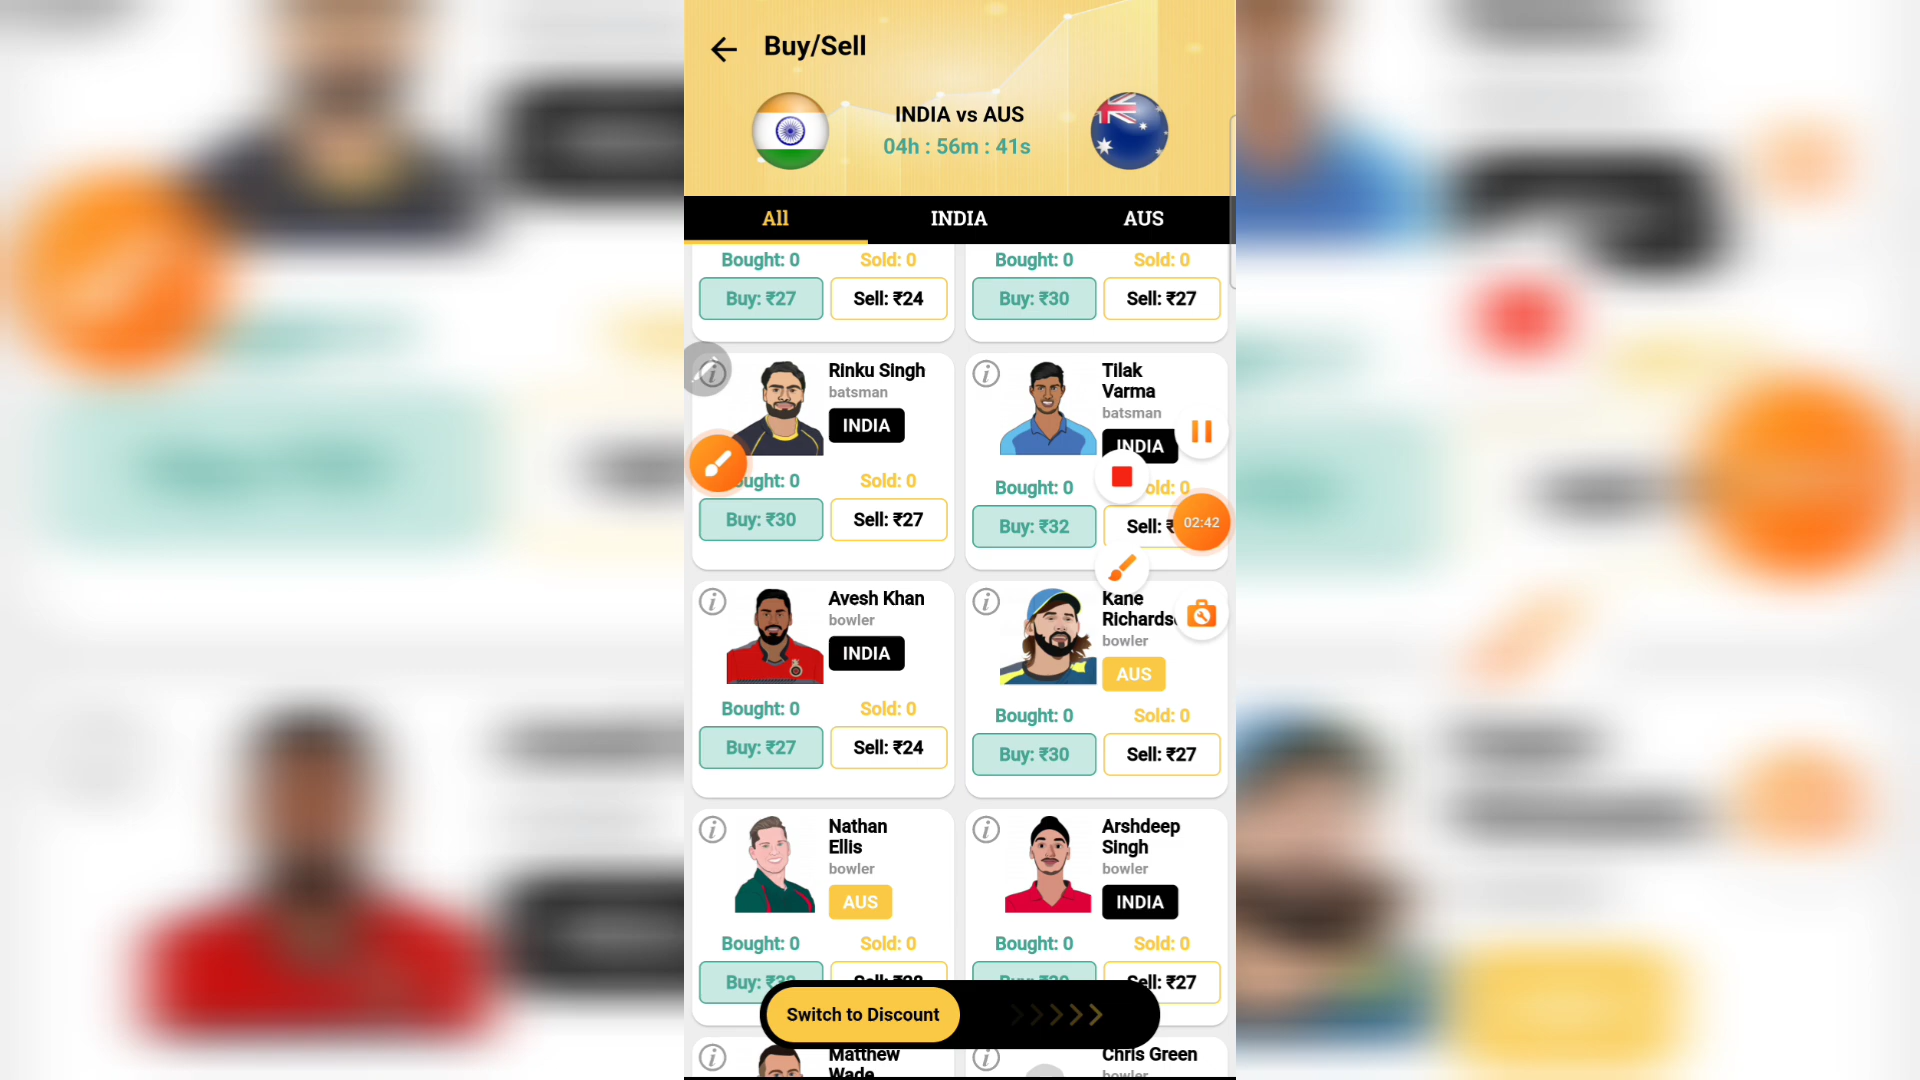 Buy/Sell
INDIA vs AUS
04h : 56m : 41s
All INDIA AUS
Bought: 0 Sold: 0 Bought: 0 Sold: 0
Buy: ₹27 Sell: ₹24 Buy: ₹30 Sell: ₹27
Rinku Singh
batsman
INDIA
Sold: 0
Buy: ₹30 Sell: ₹27
Tilak
Varma
batsman
INDIA
Bought: 0
Buy: ₹32 Sell:
02:42
Avesh Khan
bowler
INDIA
Bought: 0 Sold: 0
Buy: ₹27 Sell: ₹24
Kane
bowler
AUS
Bought: 0 Sold: 0
Buy: ₹30 Sell: ₹27
Nathan
Ellis
bowler
AUS
Bought: 0 Sold: 0
Buy:
Arshdeep
Singh
bowler
INDIA
Bought: 0 Sold: 0
₹27
Switch to Discount
Matthew
Wade
Chris Green
bowler